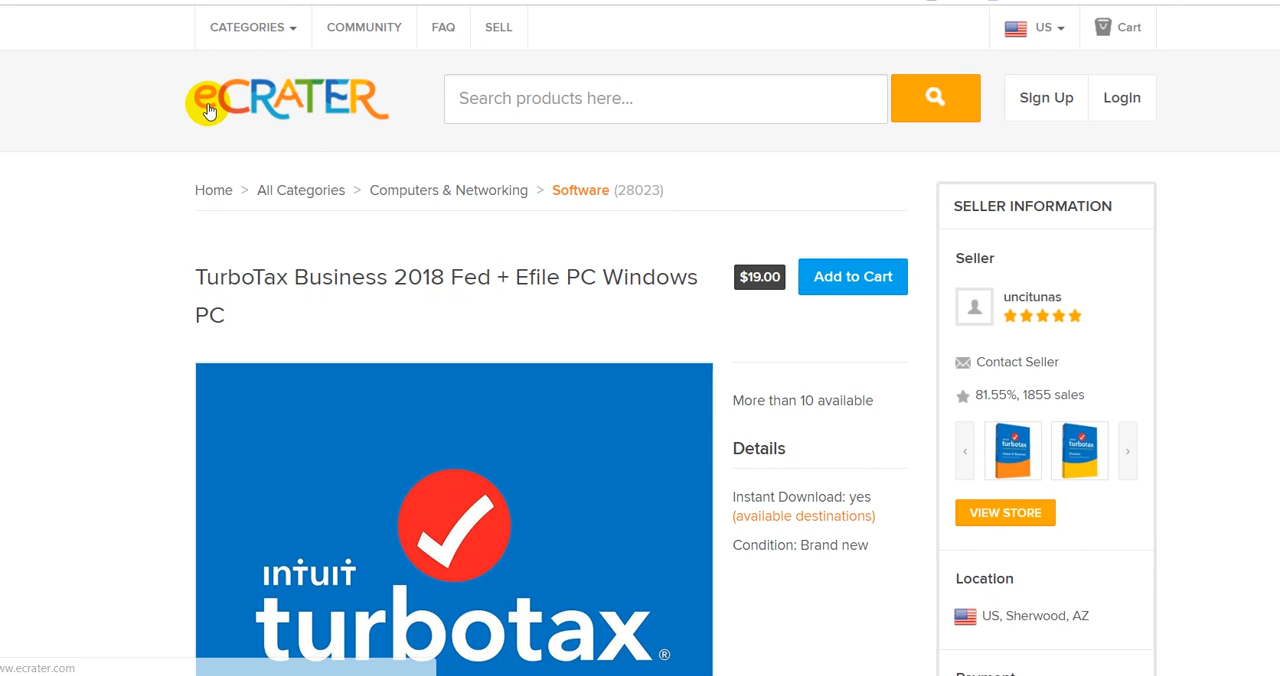 CATEGORIES
COMMUNITY
FAQ
SELL
US
Cart
eCRATER
Search products here...
Sign Up
Login
Home > All Categories > Computers & Networking > Software (28023)
TurboTax Business 2018 Fed + Efile PC Windows
PC
$19.00
Add to Cart
intuit
turbotax®
More than 10 available
Details
Instant Download: yes
(available destinations)
Condition: Brand new
SELLER INFORMATION
Seller
uncitunas
Contact Seller
81.55%, 1855 sales
turbotax
turbotax
VIEW STORE
Location
US, Sherwood, AZ
ww.ecrater.com